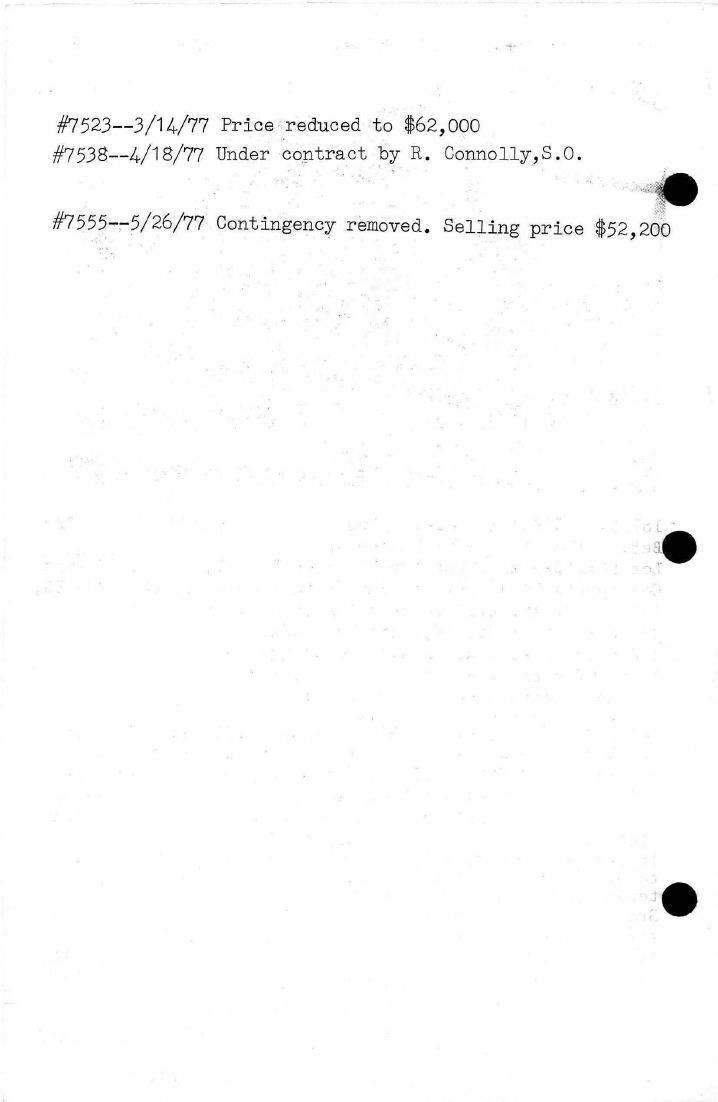 #7523--3/14/77 Price reduced to $62,000
#7538--4/18/77 Under contract by R. Connolly,S.O.
#7555--5/26/77 Contingency removed. Selling price $52,200